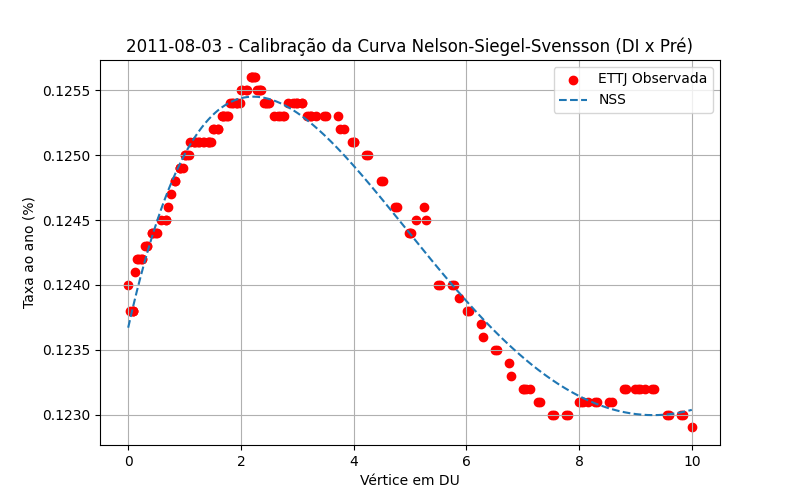 2011-08-03 - Calibração da Curva Nelson-Siegel-Svensson (DI x Pré)
ETTJ Observada
NSS
Taxa ao ano (%)
0.1255
0.1250
0.1245
0.1240
0.1235
0.1230
0 2 4 6 8 10
Vértice em DU